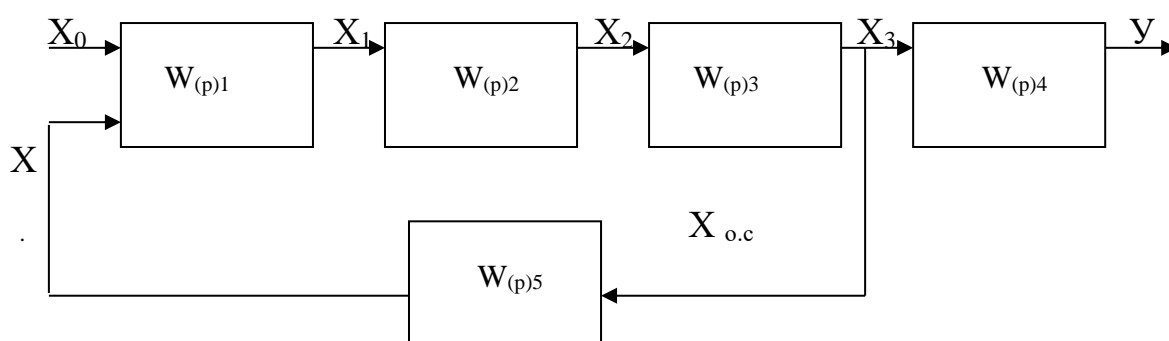 X₀ X₁ X₂ X₃ У
W(p)1 W(p)2 W(p)3 W(p)4
X
X о.с
.
W(p)5